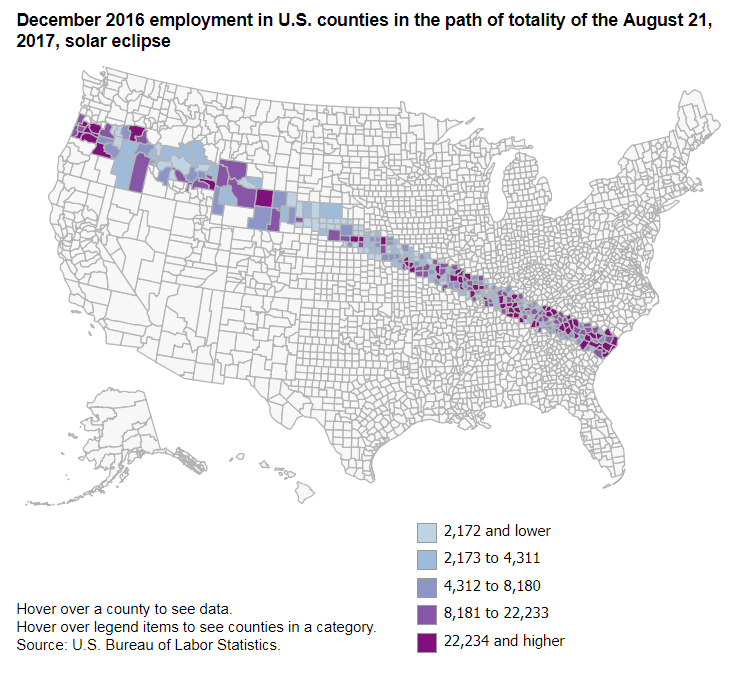 December 2016 employment in U.S. counties in the path of totality of the August 21,
2017, solar eclipse
2,172 and lower
2,173 to 4,311
4,312 to 8,180
8,181 to 22,233
22,234 and higher
Hover over a county to see data.
Hover over legend items to see counties in a category.
Source: U.S. Bureau of Labor Statistics.